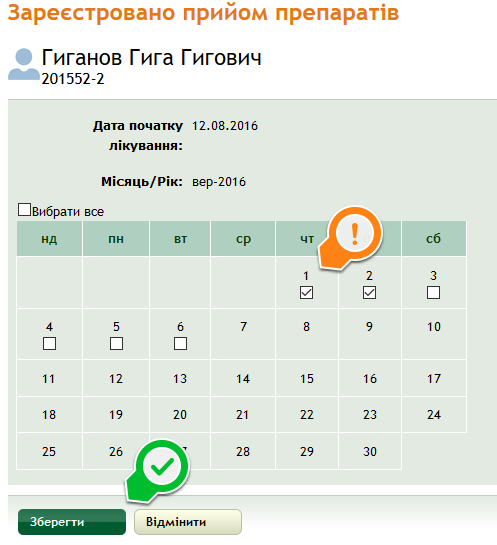 Зареєстровано прийом препаратів
Гиганов Гига Гигович
201552-2
Дата початку 12.08.2016
лікування:
Місяць/Рік: вер-2016
Вибрати все
нд пн вт ср чт сб
1 2 3
4 5 6 7 8 9 10
11 12 13 14 15 16 17
18 19 20 21 22 23 24
25 26 28 29 30
Зберегти Відмінити